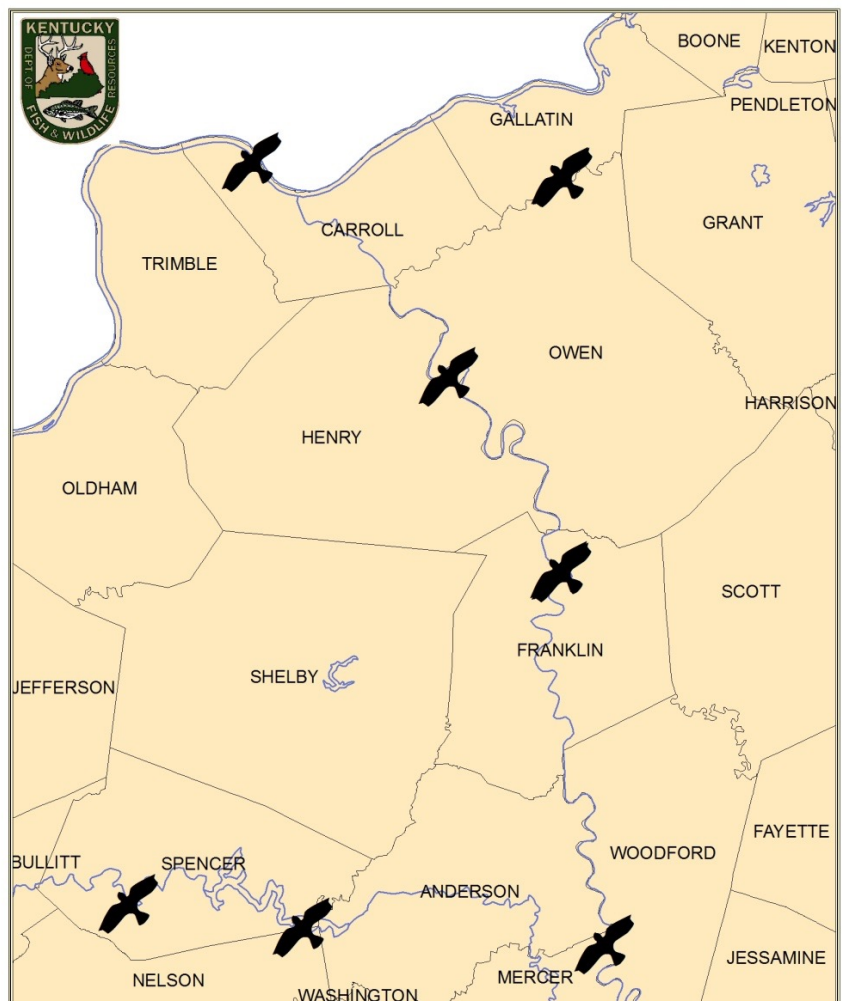 KENTUCKY
DEPT. OF
RESOURCES
FISH & WILDLIFE
BOONE
KENTON
PENDLETON
GALLATIN
GRANT
CARROLL
TRIMBLE
OWEN
HARRISON
HENRY
OLDHAM
SCOTT
FRANKLIN
SHELBY
JEFFERSON
FAYETTE
WOODFORD
BULLITT
SPENCER
ANDERSON
JESSAMINE
MERCER
NELSON
WASHINGTON